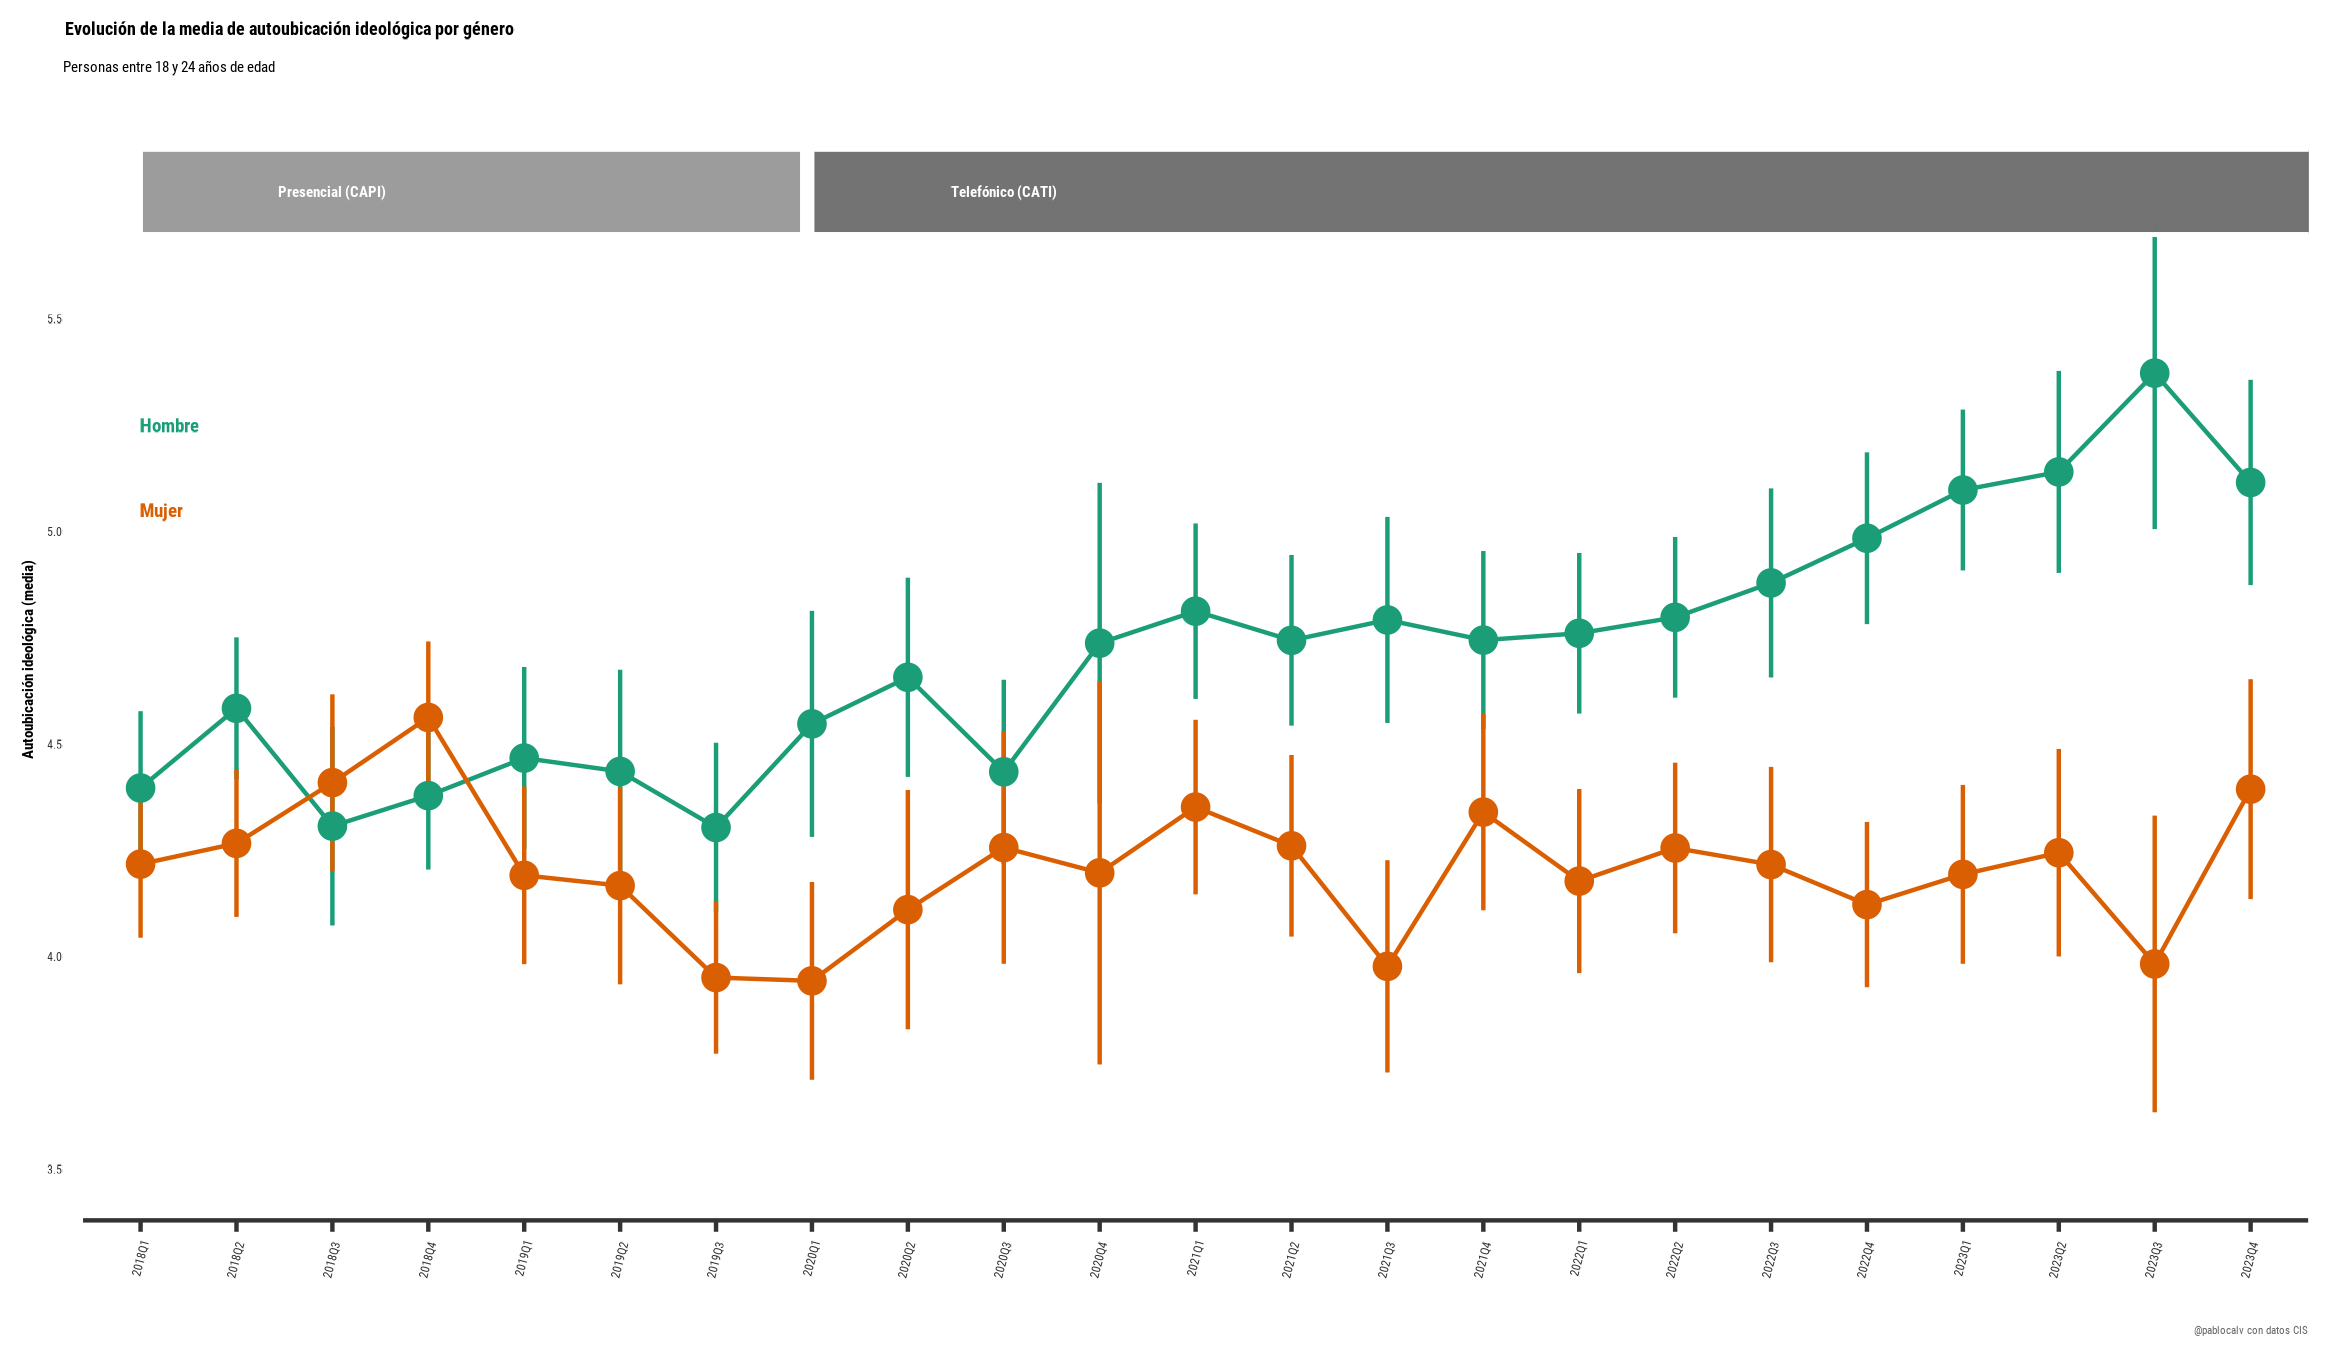 Evolución de la media de autoubicación ideológica por género
Personas entre 18 y 24 años de edad
Presencial (CAPI)
Telefónico (CATI)
5.5
Hombre
Mujer
5.0
Autoubicación ideológica (media)
4.5
4.0
3.5
2018Q1
2018Q2
2018Q3
2018Q4
2019Q1
2019Q2
2019Q3
2020Q1
2020Q2
2020Q3
2020Q4
2021Q1
2021Q2
2021Q3
2021Q4
2022Q1
2022Q2
2022Q3
2022Q4
2023Q1
2023Q2
2023Q3
2023Q4
@pablocalv con datos CIS